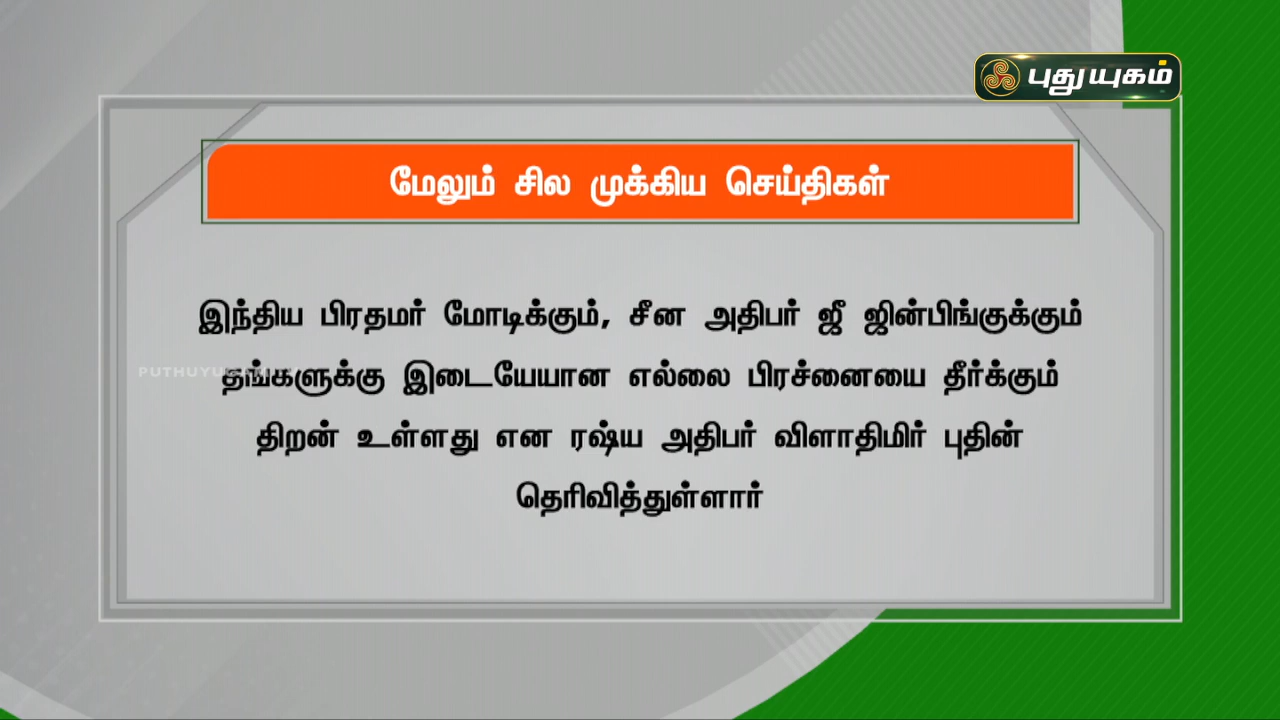 புதுயுகம்
மேலும் சில முக்கிய செய்திகள்
இந்திய பிரதமர் மோடிக்கும், சீன அதிபர் ஜீ ஜின்பிங்குக்கும்
தங்களுக்கு இடையேயான எல்லை பிரச்னையை தீர்க்கும்
திறன் உள்ளது என ரஷ்ய அதிபர் விளாதிமிர் புதின்
தெரிவித்துள்ளார்